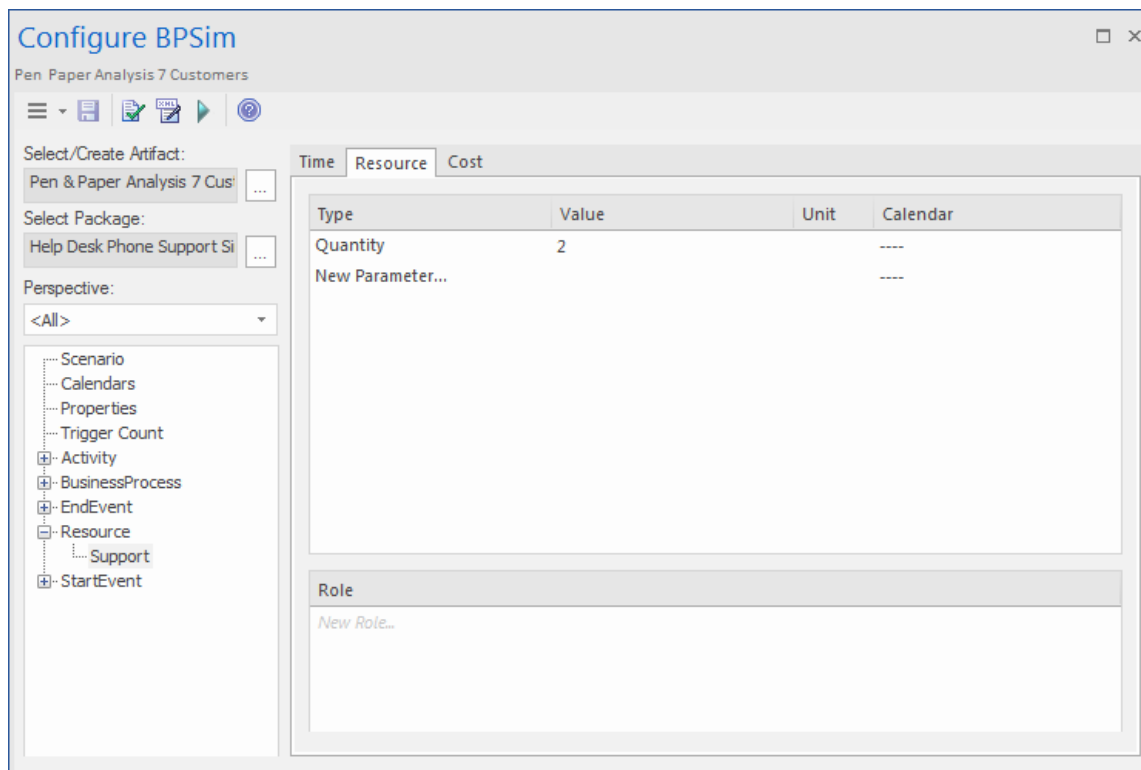 Configure BPSim
Pen Paper Analysis 7 Customers
Select/Create Artifact:
Pen & Paper Analysis 7 Cus
...
Select Package:
Help Desk Phone Support Si
...
Perspective:
<All>
Scenario
Calendars
Properties
Trigger Count
Activity
BusinessProcess
EndEvent
Resource
Support
StartEvent
Time Resource Cost
Type Value Unit Calendar
Quantity 2 ----
New Parameter... ----
Role
New Role...